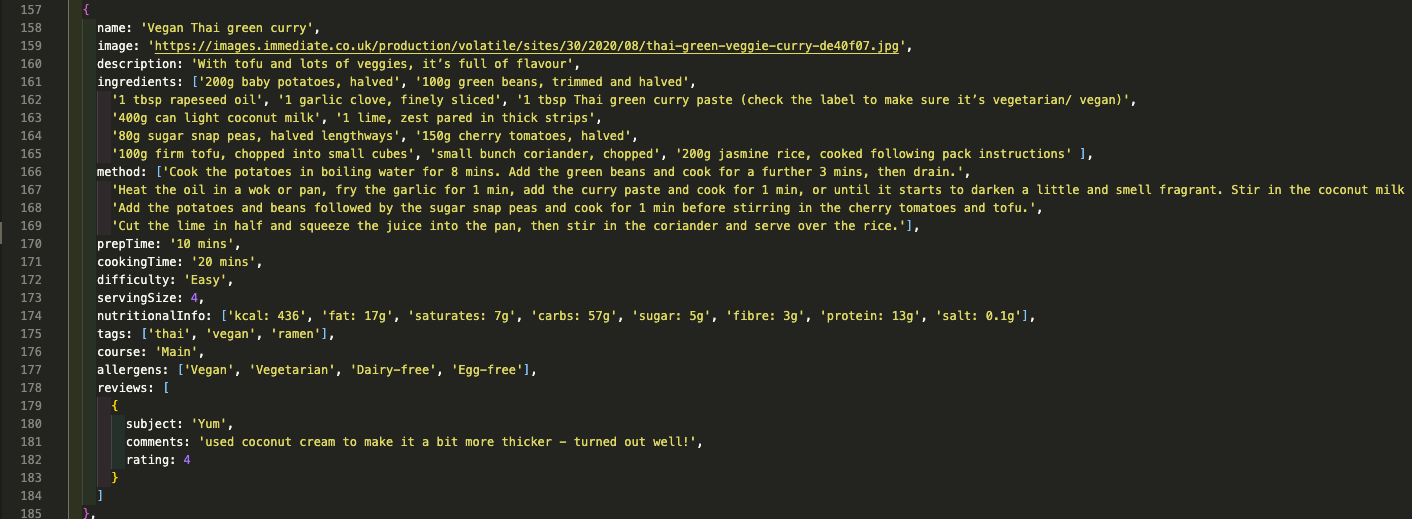 157 {
158 name: 'Vegan Thai green curry',
159 image: 'https://images.immediate.co.uk/production/volatile/sites/30/2020/08/thai-green-veggie-curry-de40f07.jpg',
160 description: 'With tofu and lots of veggies, it’s full of flavour',
161 ingredients: ['200g baby potatoes, halved', '100g green beans, trimmed and halved',
162 '1 tbsp rapeseed oil', '1 garlic clove, finely sliced', '1 tbsp Thai green curry paste (check the label to make sure it’s vegetarian/ vegan)',
163 '400g can light coconut milk', '1 lime, zest pared in thick strips',
164 '80g sugar snap peas, halved lengthways', '150g cherry tomatoes, halved',
165 '100g firm tofu, chopped into small cubes', 'small bunch coriander, chopped', '200g jasmine rice, cooked following pack instructions' ],
166 method: ['Cook the potatoes in boiling water for 8 mins. Add the green beans and cook for a further 3 mins, then drain.',
167 'Heat the oil in a wok or pan, fry the garlic for 1 min, add the curry paste and cook for 1 min, or until it starts to darken a little and smell fragrant. Stir in the coconut milk
168 'Add the potatoes and beans followed by the sugar snap peas and cook for 1 min before stirring in the cherry tomatoes and tofu.',
169 'Cut the lime in half and squeeze the juice into the pan, then stir in the coriander and serve over the rice.'],
170 prepTime: '10 mins',
171 cookingTime: '20 mins',
172 difficulty: 'Easy',
173 servingSize: 4,
174 nutritionalInfo: ['kcal: 436', 'fat: 17g', 'saturates: 7g', 'carbs: 57g', 'sugar: 5g', 'fibre: 3g', 'protein: 13g', 'salt: 0.1g'],
175 tags: ['thai', 'vegan', 'ramen'],
176 course: 'Main',
177 allergens: ['Vegan', 'Vegetarian', 'Dairy-free', 'Egg-free'],
178 reviews: [
179 {
180 subject: 'Yum',
181 comments: 'used coconut cream to make it a bit more thicker – turned out well!',
182 rating: 4
183 }
184 ]
185 },